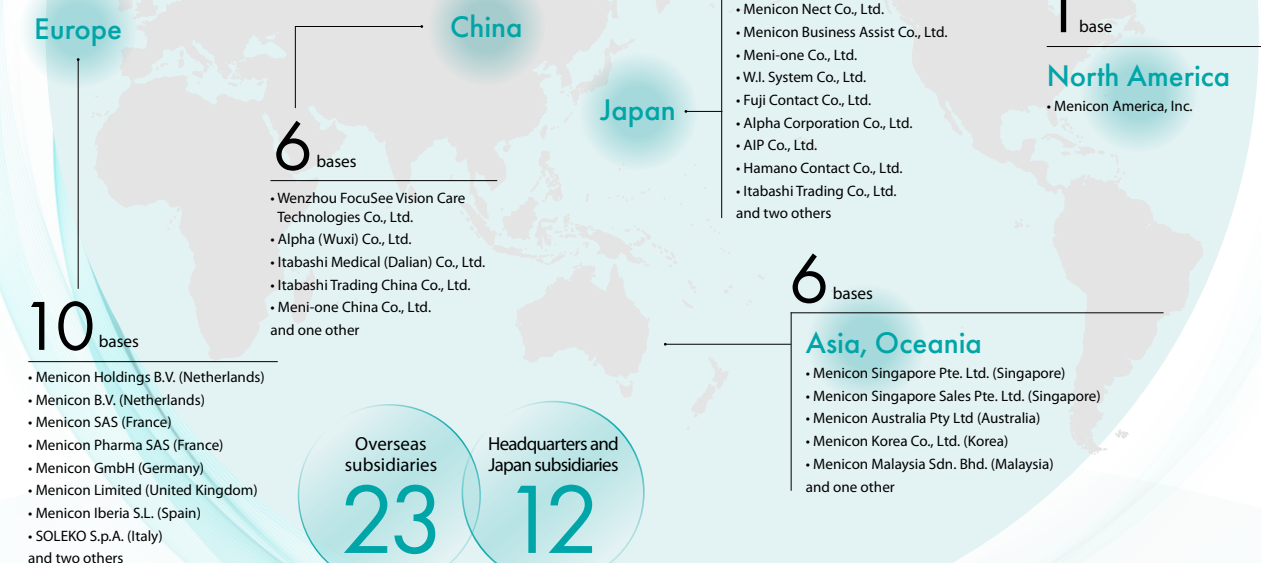 Europe
10 bases
• Menicon Holdings B.V. (Netherlands)
• Menicon B.V. (Netherlands)
• Menicon SAS (France)
• Menicon Pharma SAS (France)
• Menicon GmbH (Germany)
• Menicon Limited (United Kingdom)
• Menicon Iberia S.L. (Spain)
• SOLEKO S.p.A. (Italy)
and two others
China
6 bases
• Wenzhou FocuSee Vision Care
Technologies Co., Ltd.
• Alpha (Wuxi) Co., Ltd.
• Itabashi Medical (Dalian) Co., Ltd.
• Itabashi Trading China Co., Ltd.
• Meni-one China Co., Ltd.
and one other
Japan
• Menicon Nect Co., Ltd.
• Menicon Business Assist Co., Ltd.
• Meni-one Co., Ltd.
• W.I. System Co., Ltd.
• Fuji Contact Co., Ltd.
• Alpha Corporation Co., Ltd.
• AIP Co., Ltd.
• Hamano Contact Co., Ltd.
• Itabashi Trading Co., Ltd.
and two others
1 base
North America
• Menicon America, Inc.
6 bases
Asia, Oceania
• Menicon Singapore Pte. Ltd. (Singapore)
• Menicon Singapore Sales Pte. Ltd. (Singapore)
• Menicon Australia Pty Ltd (Australia)
• Menicon Korea Co., Ltd. (Korea)
• Menicon Malaysia Sdn. Bhd. (Malaysia)
and one other
Overseas
subsidiaries
23
Headquarters and
Japan subsidiaries
12